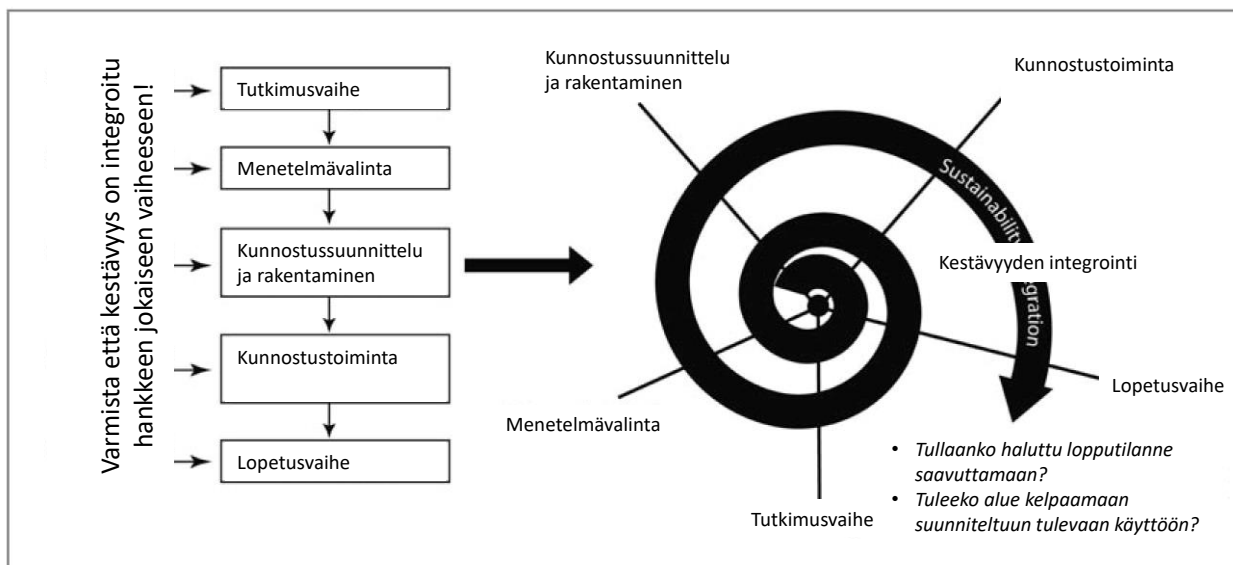 Varmista että kestävyys on integroitu
hankkeen jokaiseen vaiheeseen!
Tutkimusvaihe
Menetelmävalinta
Kunnostussuunnittelu
ja rakentaminen
Kunnostustoiminta
Lopetusvaihe
Kunnostussuunnittelu
ja rakentaminen
Kunnostustoiminta
Sustainability
Kestävyyden integrointi
egration
Lopetusvaihe
Menetelmävalinta
Tutkimusvaihe
• Tullaanko haluttu lopputilanne
saavuttamaan?
• Tuleeko alue kelpaamaan
suunniteltuun tulevaan käyttöön?